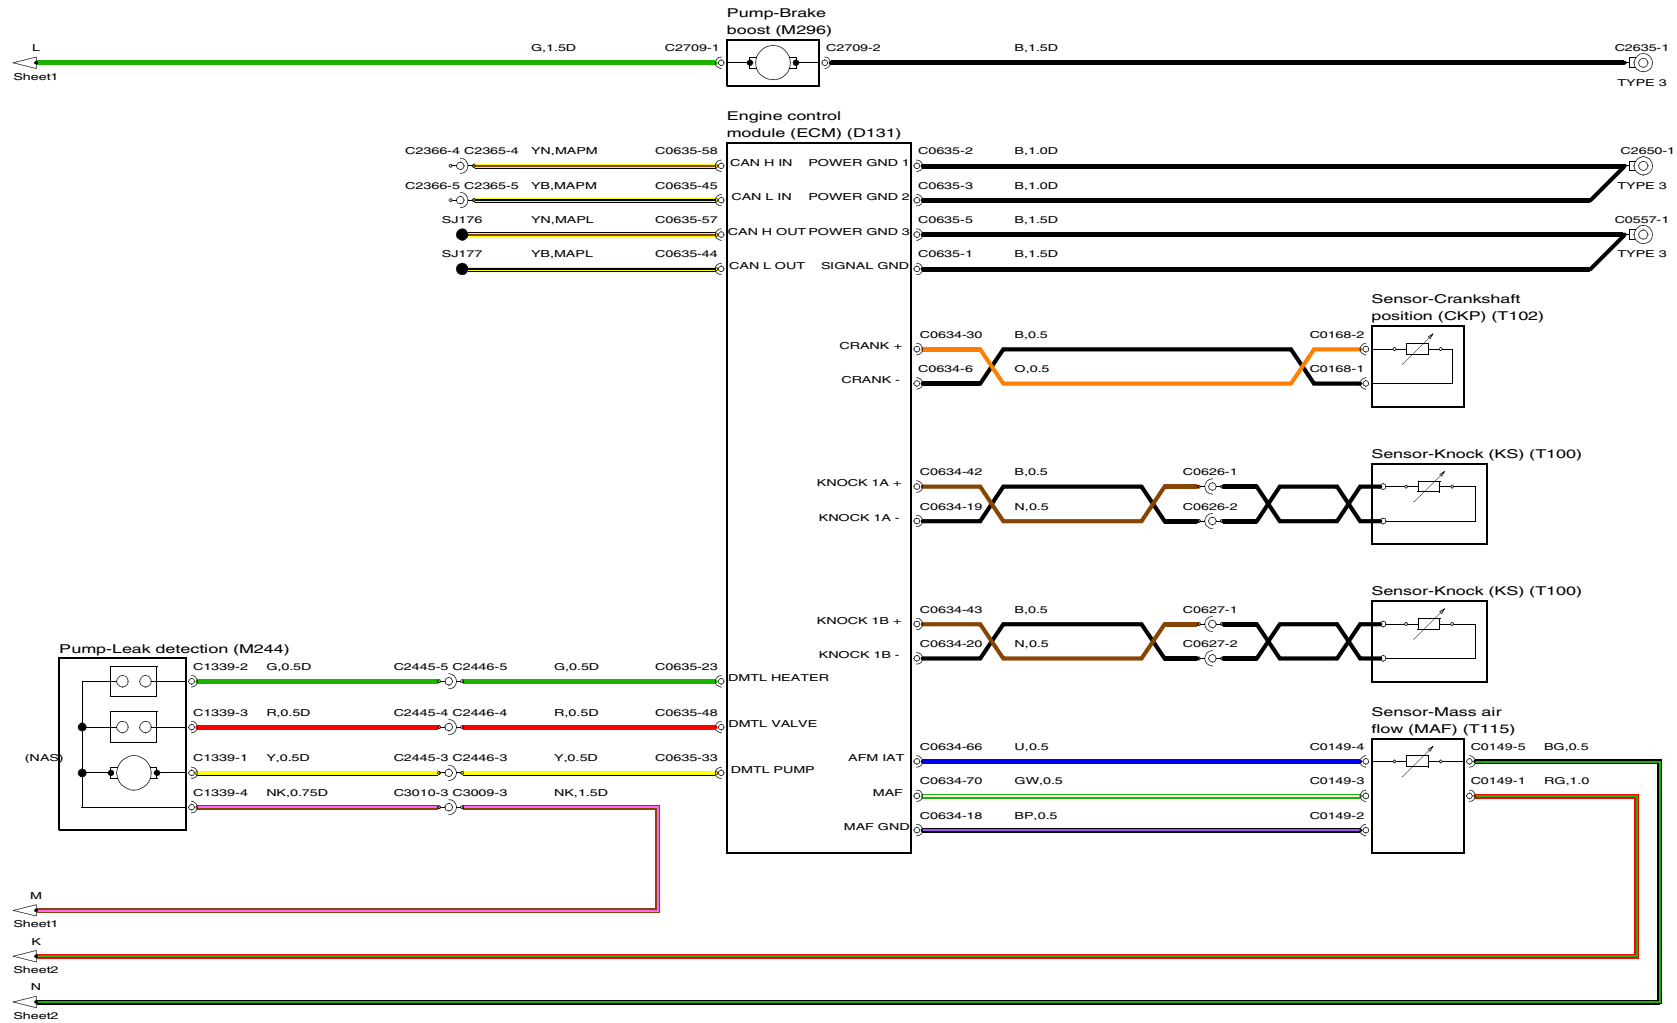 Pump-Brake
boost (M296)
L G,1.5D C2709-1 C2709-2 B,1.5D C2635-1
Sheet1 TYPE 3
Engine control
module (ECM) (D131)
C2366-4 C2365-4 YN,MAPM C0635-58 CAN H IN POWER GND 1 C0635-2 B,1.0D C2650-1
C2366-5 C2365-5 YB,MAPM C0635-45 CAN L IN POWER GND 2 C0635-3 B,1.0D TYPE 3
SJ176 YN,MAPL C0635-57 CAN H OUT POWER GND 3 C0635-5 B,1.5D C0557-1
SJ177 YB,MAPL C0635-44 CAN L OUT SIGNAL GND C0635-1 B,1.5D TYPE 3
Sensor-Crankshaft
position (CKP) (T102)
CRANK + C0634-30 B,0.5 C0168-2
CRANK - C0634-6 O,0.5 C0168-1
Sensor-Knock (KS) (T100)
KNOCK 1A + C0634-42 B,0.5 C0626-1
KNOCK 1A - C0634-19 N,0.5 C0626-2
Sensor-Knock (KS) (T100)
KNOCK 1B + C0634-43 B,0.5 C0627-1
KNOCK 1B - C0634-20 N,0.5 C0627-2
Pump-Leak detection (M244)
C1339-2 G,0.5D C2445-5 C2446-5 G,0.5D C0635-23 DMTL HEATER
C1339-3 R,0.5D C2445-4 C2446-4 R,0.5D C0635-48 DMTL VALVE
(NAS) C1339-1 Y,0.5D C2445-3 C2446-3 Y,0.5D C0635-33 DMTL PUMP
C1339-4 NK,0.75D C3010-3 C3009-3 NK,1.5D
Sensor-Mass air
flow (MAF) (T115)
AFM IAT C0634-66 U,0.5 C0149-4 C0149-5 BG,0.5
MAF C0634-70 GW,0.5 C0149-3 C0149-1 RG,1.0
MAF GND C0634-18 BP,0.5 C0149-2
M
Sheet1
K
Sheet2
N
Sheet2